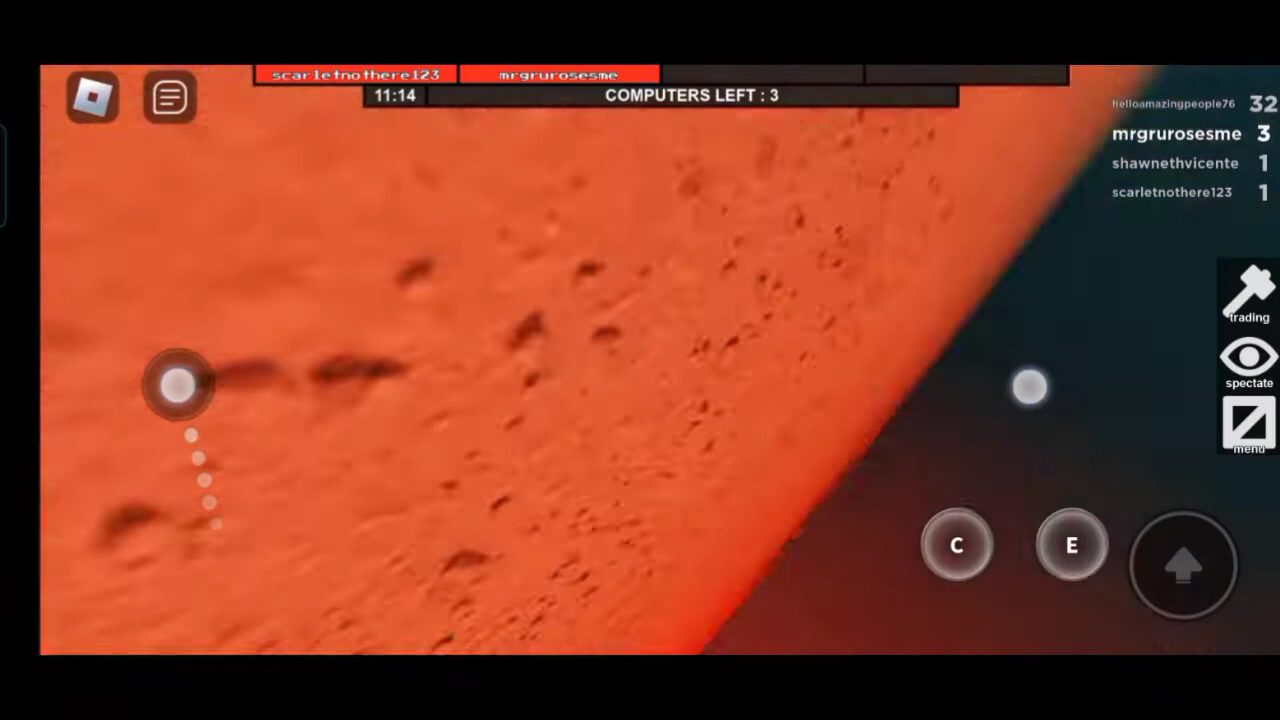 scarletnothere123
mrgrurosesme
11:14
COMPUTERS LEFT : 3
helloamazingpeople76 32
mrgrurosesme 3
shawnethvicente 1
scarletnothere123 1
trading
spectate
menu
C
E